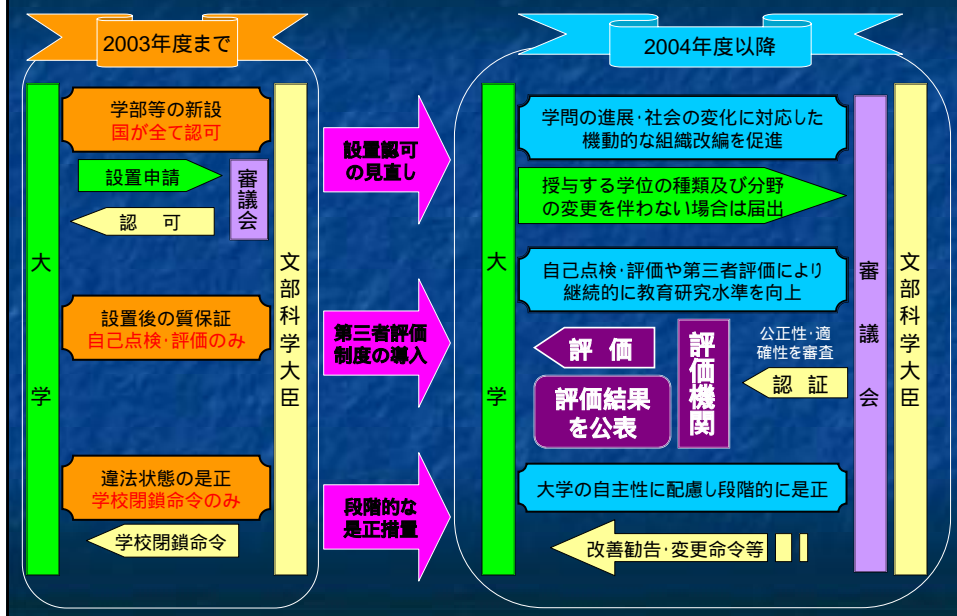 2003年度まで
大学
学部等の新設
国が全て認可
設置申請
認　可
審議会
設置後の質保証
自己点検・評価のみ
違法状態の是正
学校閉鎖命令のみ
学校閉鎖命令
文部科学大臣
設置認可
の見直し
第三者評価
制度の導入
段階的な
是正措置
2004年度以降
大学
学問の進展・社会の変化に対応した
機動的な組織改編を促進
授与する学位の種類及び分野
の変更を伴わない場合は届出
自己点検・評価や第三者評価により
継続的に教育研究水準を向上
評　価
評価結果
を公表
評価機関
公正性・適
確性を審査
認　証
大学の自主性に配慮し段階的に是正
改善勧告・変更命令等
審議会
文部科学大臣